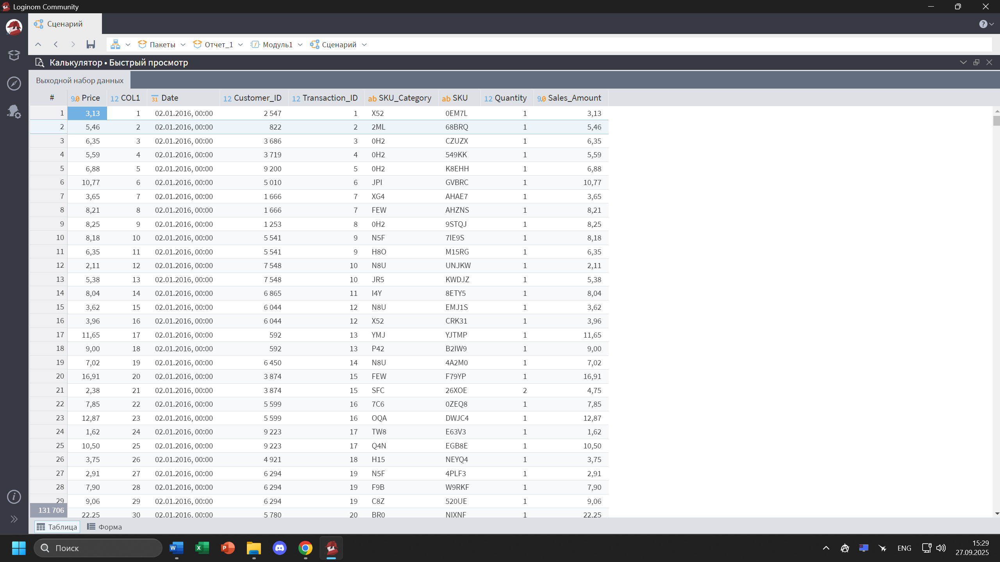 Loginom Community
Сценарий
Пакеты Отчет_1 Модуль1 Сценарий
Калькулятор • Быстрый просмотр
Выходной набор данных
# 9.0 Price 12 COL1 31 Date 12 Customer_ID 12 Transaction_ID ab SKU_Category ab SKU 12 Quantity 9.0 Sales_Amount
1 3,13 1 02.01.2016, 00:00 2 547 1 X52 0EM7L 1 3,13
2 5,46 2 02.01.2016, 00:00 822 2 2ML 68BRQ 1 5,46
3 6,35 3 02.01.2016, 00:00 3 686 3 0H2 CZUZX 1 6,35
4 5,59 4 02.01.2016, 00:00 3 719 4 0H2 549KK 1 5,59
5 6,88 5 02.01.2016, 00:00 9 200 5 0H2 K8EHH 1 6,88
6 10,77 6 02.01.2016, 00:00 5 010 6 JPI GVBRC 1 10,77
7 3,65 7 02.01.2016, 00:00 1 666 7 XG4 AHAE7 1 3,65
8 8,21 8 02.01.2016, 00:00 1 666 7 FEW AHZNS 1 8,21
9 8,25 9 02.01.2016, 00:00 1 253 8 0H2 9STQJ 1 8,25
10 8,18 10 02.01.2016, 00:00 5 541 9 N5F 7IE9S 1 8,18
11 6,35 11 02.01.2016, 00:00 5 541 9 H8O M15RG 1 6,35
12 2,11 12 02.01.2016, 00:00 7 548 10 N8U UNJKW 1 2,11
13 5,38 13 02.01.2016, 00:00 7 548 10 JR5 KWDJZ 1 5,38
14 8,04 14 02.01.2016, 00:00 6 865 11 I4Y 8ETY5 1 8,04
15 3,62 15 02.01.2016, 00:00 6 044 12 N8U EMJ1S 1 3,62
16 3,96 16 02.01.2016, 00:00 6 044 12 X52 CRK31 1 3,96
17 11,65 17 02.01.2016, 00:00 592 13 YMJ YJTMP 1 11,65
18 9,00 18 02.01.2016, 00:00 592 13 P42 B2IW9 1 9,00
19 7,02 19 02.01.2016, 00:00 6 450 14 N8U 4A2M0 1 7,02
20 16,91 20 02.01.2016, 00:00 3 874 15 FEW F79YP 1 16,91
21 2,38 21 02.01.2016, 00:00 3 874 15 SFC 26XOE 2 4,75
22 7,85 22 02.01.2016, 00:00 5 599 16 7C6 0ZEQ8 1 7,85
23 12,87 23 02.01.2016, 00:00 5 599 16 OQA DWJC4 1 12,87
24 1,62 24 02.01.2016, 00:00 9 223 17 TW8 E63V3 1 1,62
25 10,50 25 02.01.2016, 00:00 9 223 17 Q4N EGB8E 1 10,50
26 3,75 26 02.01.2016, 00:00 4 921 18 H15 NEYQ4 1 3,75
27 2,91 27 02.01.2016, 00:00 6 294 19 N5F 4PLF3 1 2,91
28 7,90 28 02.01.2016, 00:00 6 294 19 F9B W9RKF 1 7,90
29 9,06 29 02.01.2016, 00:00 6 294 19 C8Z 520UE 1 9,06
131 706 22,25 30 02.01.2016, 00:00 5 780 20 BR0 NIXNF 1 22,25
Таблица Форма
Поиск
ENG
15:29
27.09.2025